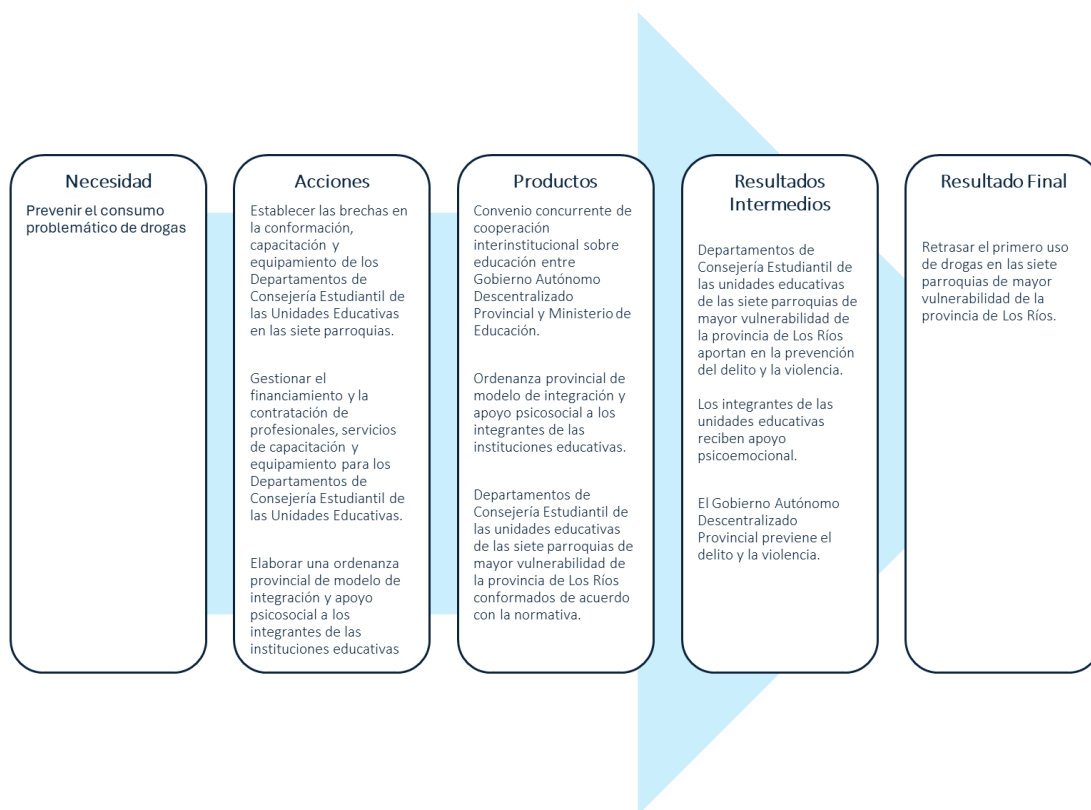 Necesidad
Prevenir el consumo
problemático de drogas
Acciones
Establecer las brechas en
la conformación,
capacitación y
equipamiento de los
Departamentos de
Consejería Estudiantil de
las Unidades Educativas
en las siete parroquias.
Gestionar el
financiamiento y la
contratación de
profesionales, servicios
de capacitación y
equipamiento para los
Departamentos de
Consejería Estudiantil de
las Unidades Educativas.
Elaborar una ordenanza
provincial de modelo de
integración y apoyo
psicosocial a los
integrantes de las
instituciones educativas
Productos
Convenio concurrente de
cooperación
interinstitucional sobre
educación entre
Gobierno Autónomo
Descentralizado
Provincial y Ministerio de
Educación.
Ordenanza provincial de
modelo de integración y
apoyo psicosocial a los
integrantes de las
instituciones educativas.
Departamentos de
Consejería Estudiantil de
las unidades educativas
de las siete parroquias de
mayor vulnerabilidad de
la provincia de Los Ríos
conformados de acuerdo
con la normativa.
Resultados
Intermedios
Departamentos de
Consejería Estudiantil de
las unidades educativas
de las siete parroquias de
mayor vulnerabilidad de
la provincia de Los Ríos
aportan en la prevención
del delito y la violencia.
Los integrantes de las
unidades educativas
reciben apoyo
psicoemocional.
El Gobierno Autónomo
Descentralizado
Provincial previene el
delito y la violencia.
Resultado Final
Retrasar el primero uso
de drogas en las siete
parroquias de mayor
vulnerabilidad de la
provincia de Los Ríos.